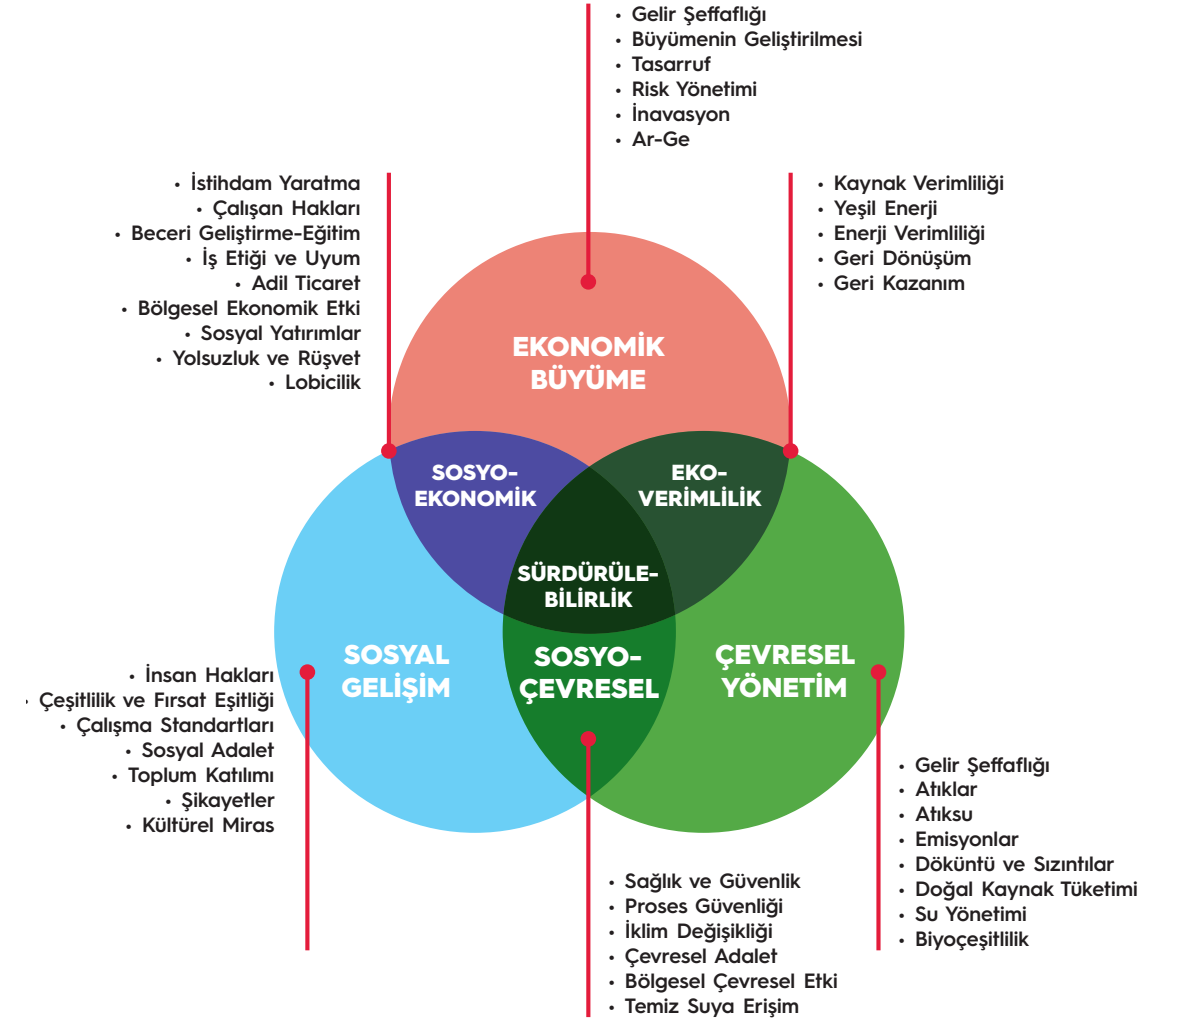 • Gelir Şeffaflığı
• Büyümenin Geliştirilmesi
• Tasarruf
• Risk Yönetimi
• İnavasyon
• Ar-Ge
• İstihdam Yaratma
• Çalışan Hakları
• Beceri Geliştirme-Eğitim
• İş Etiği ve Uyum
• Adil Ticaret
• Bölgesel Ekonomik Etki
• Sosyal Yatırımlar
• Yolsuzluk ve Rüşvet
• Lobicilik
• Kaynak Verimliliği
• Yeşil Enerji
• Enerji Verimliliği
• Geri Dönüşüm
• Geri Kazanım
EKONOMİK
BÜYÜME
SOSYO-
EKONOMİK
EKO-
VERIMLILIK
SÜRDÜRÜLE-
BİLİRLİK
SOSYAL
GELİŞİM
SOSYO-
ÇEVRESEL
ÇEVRESEL
YÖNETİM
• İnsan Hakları
• Çeşitlilik ve Fırsat Eşitliği
• Çalışma Standartları
• Sosyal Adalet
• Toplum Katılımı
• Şikayetler
• Kültürel Miras
• Gelir Şeffaflığı
• Atıklar
• Atıksu
• Emisyonlar
• Döküntü ve Sızıntılar
• Doğal Kaynak Tüketimi
• Su Yönetimi
• Biyoçeşitlilik
• Sağlık ve Güvenlik
• Proses Güvenliği
• İklim Değişikliği
• Çevresel Adalet
• Bölgesel Çevresel Etki
• Temiz Suya Erişim